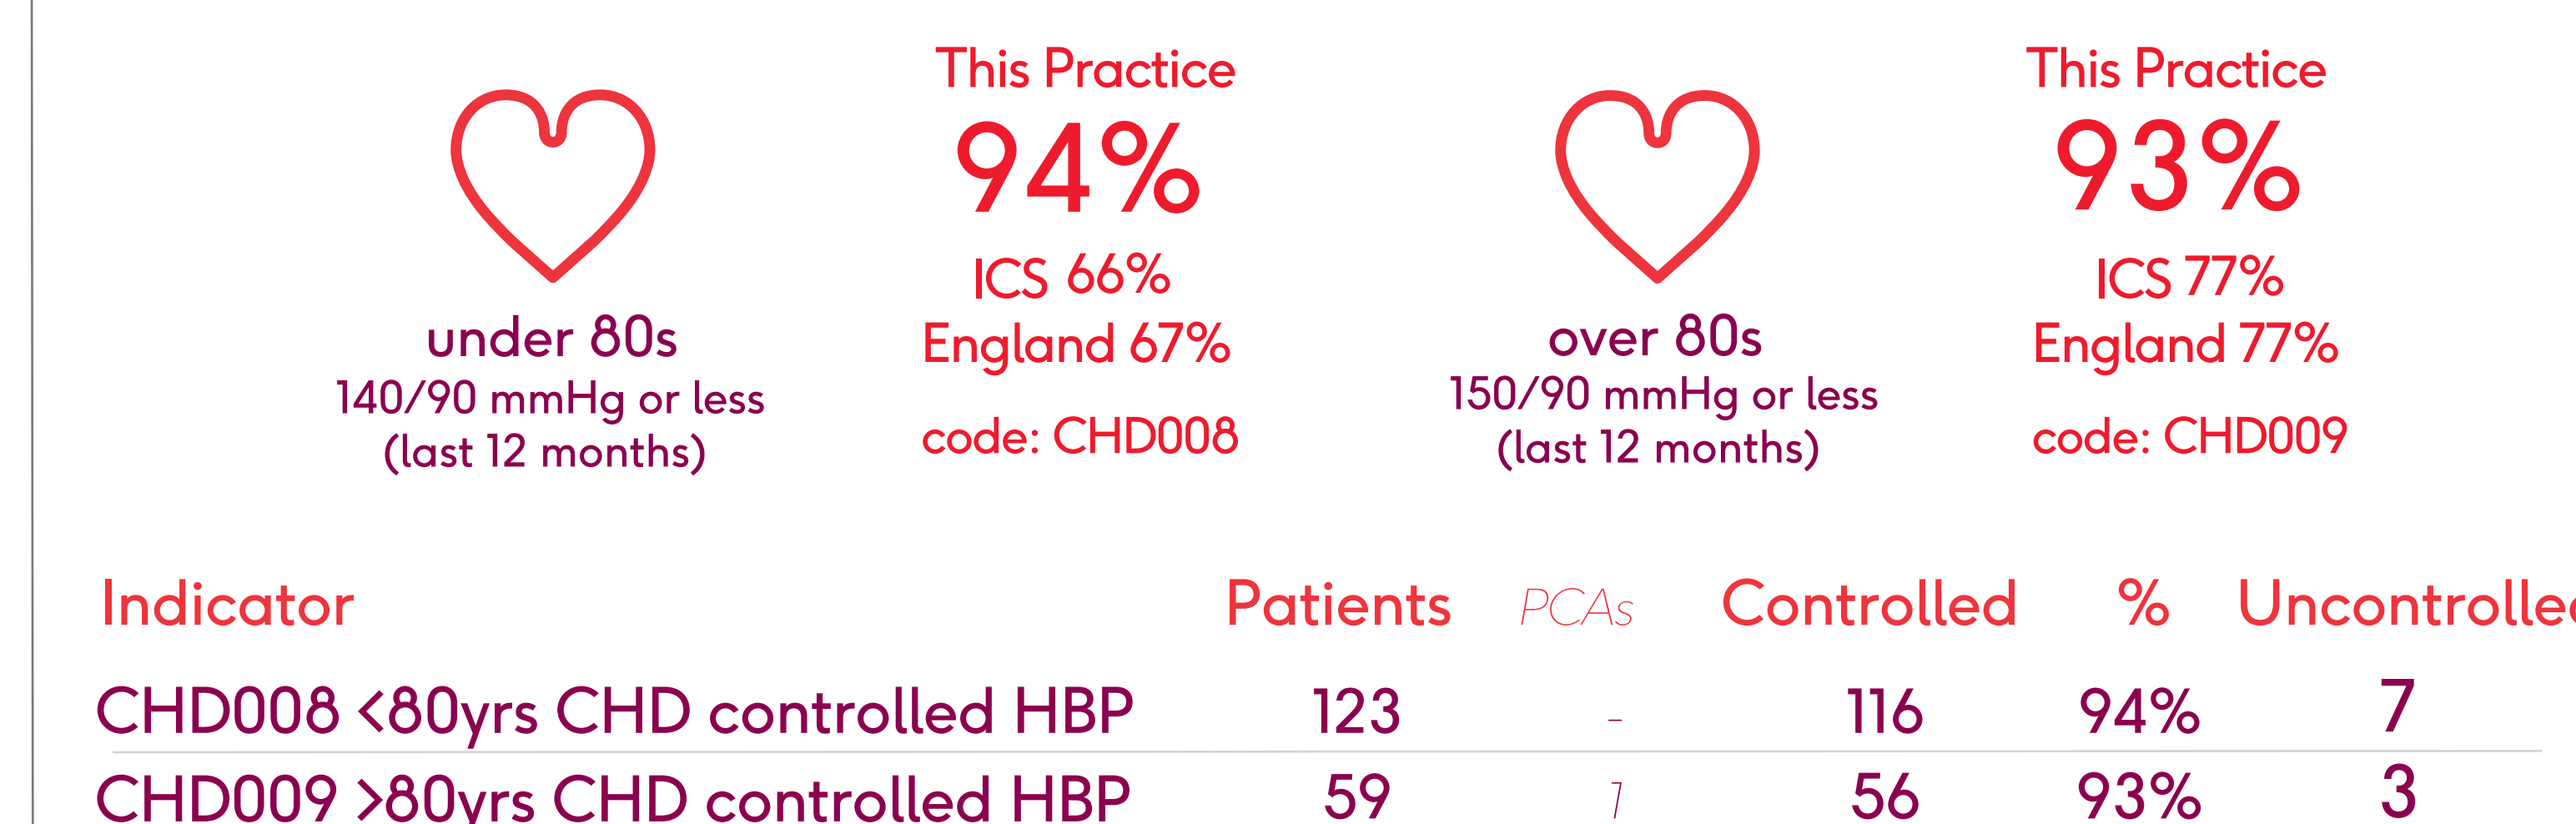 This Practice
94%
ICS 66%
England 67%
code: CHD008
under 80s
140/90 mmHg or less
(last 12 months)
This Practice
93%
ICS 77%
England 77%
code: CHD009
over 80s
150/90 mmHg or less
(last 12 months)
Indicator Patients PCAs Controlled % Uncontrolled
CHD008 <80yrs CHD controlled HBP 123 - 116 94% 7
CHD009 >80yrs CHD controlled HBP 59 1 56 93% 3